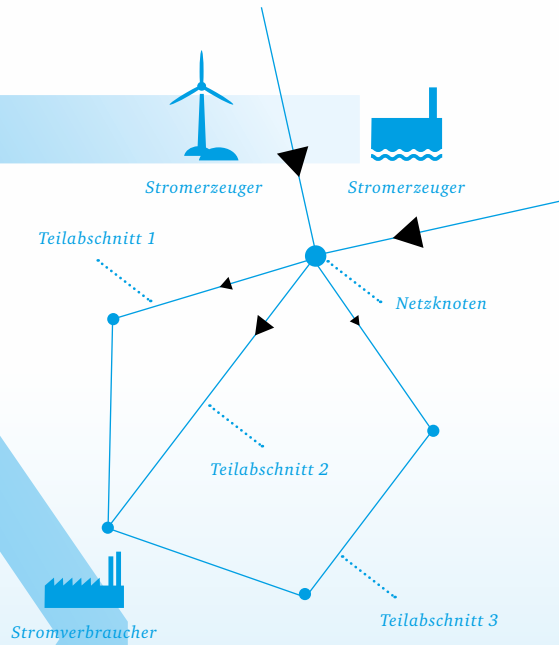 Stromerzeuger
Stromerzeuger
Teilabschnitt 1
Netzknoten
Teilabschnitt 2
Teilabschnitt 3
Stromverbraucher